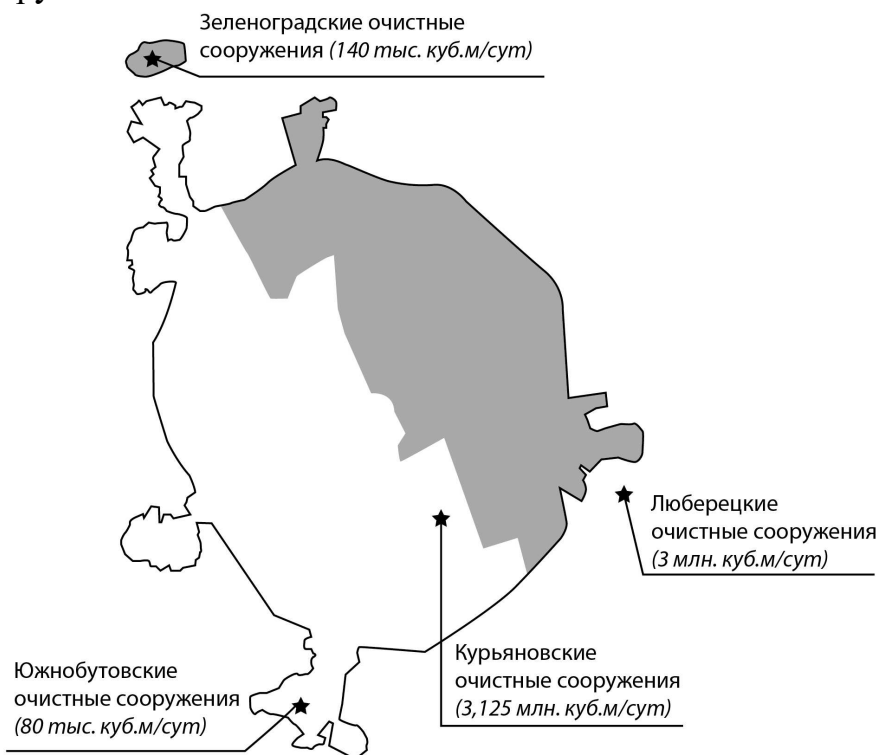 Зеленоградские очистные
сооружения (140 тыс. куб.м/сут)
Люберецкие
очистные сооружения
(3 млн. куб.м/сут)
Курьяновские
очистные сооружения
(3,125 млн. куб.м/сут)
Южнобутовские
очистные сооружения
(80 тыс. куб.м/сут)